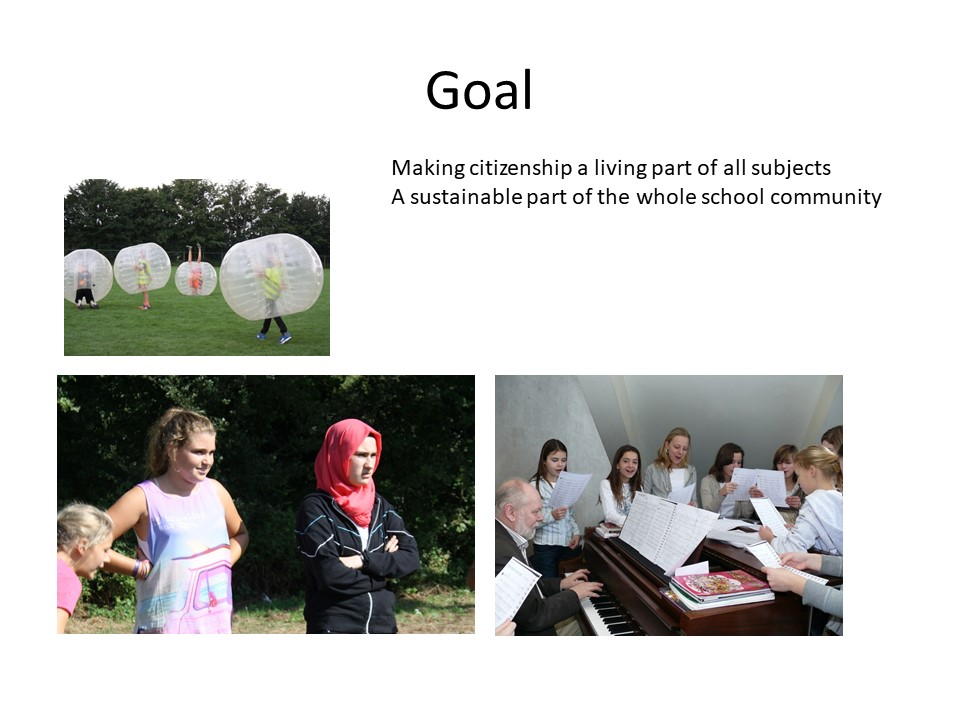 Goal
Making citizenship a living part of all subjects
A sustainable part of the whole school community